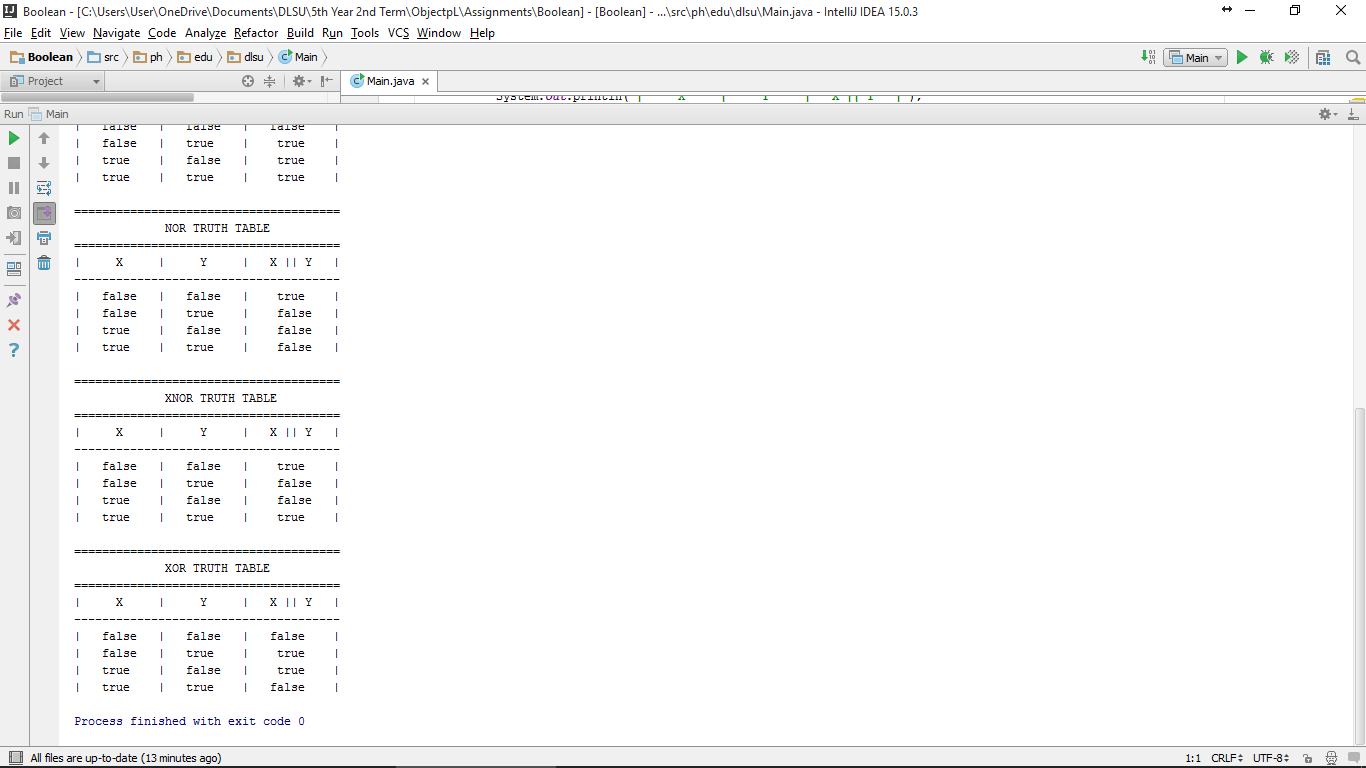 Boolean - [C:\Users\User\OneDrive\Documents\DLSU\5th Year 2nd Term\ObjectpL\Assignments\Boolean] - [Boolean] - ...\src\ph\edu\dlsu\Main.java - IntelliJ IDEA 15.0.3
File Edit View Navigate Code Analyze Refactor Build Run Tools VCS Window Help
Boolean src ph edu dlsu Main Main
Project Main.java
System.out.println("| X | Y | X || Y | );
Run Main
| false | false | false |
| false | true | true |
| true | false | true |
| true | true | true |
======================================
NOR TRUTH TABLE
======================================
| X | Y | X || Y |
--------------------------------------
| false | false | true |
| false | true | false |
| true | false | false |
| true | true | false |
======================================
XNOR TRUTH TABLE
======================================
| X | Y | X || Y |
--------------------------------------
| false | false | true |
| false | true | false |
| true | false | false |
| true | true | true |
======================================
XOR TRUTH TABLE
======================================
| X | Y | X || Y |
--------------------------------------
| false | false | false |
| false | true | true |
| true | false | true |
| true | true | false |
Process finished with exit code 0
All files are up-to-date (13 minutes ago) 1:1 CRLF UTF-8